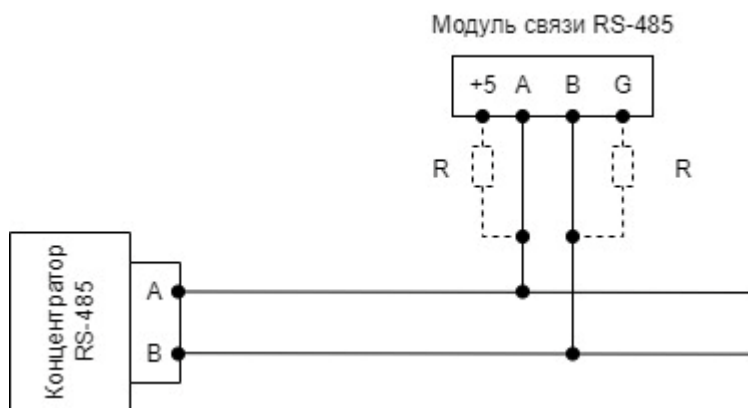 Модуль связи RS-485
+5 A B G
R R
Концентратор
RS-485
A
B